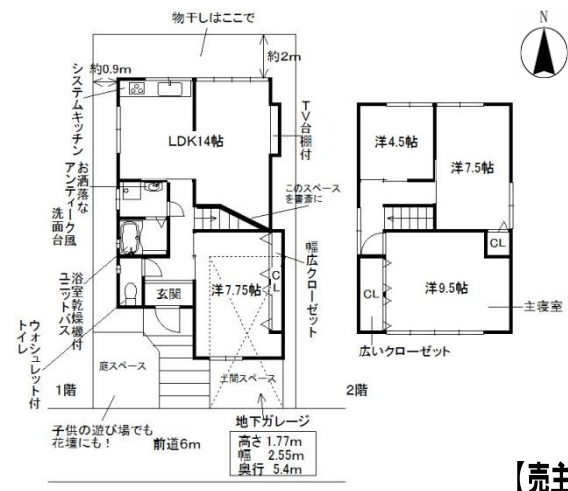 物干しはここで
約0.9m
約2m
N
システムキッチン
LDK14帖
TV台棚付
お洒落な
アンティーク風
洗面台
このスペース
を書斎に
浴室乾燥機付
ユニットバス
ウォシュレット付
トイレ
玄関
洋7.75帖
CL
幅広クローゼット
庭スペース
土間スペース
1階
子供の遊び場でも
花壇にも！
前道6m
地下ガレージ
高さ 1.77m
幅 2.55m
奥行 5.4m
洋4.5帖
洋7.5帖
CL
CL
洋9.5帖
主寝室
広いクローゼット
2階
【売主